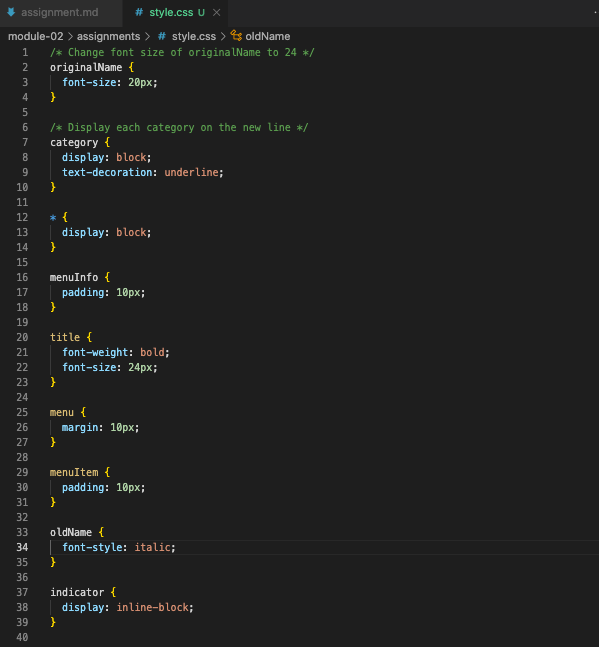 assignment.md # style.css U ×
module-02 > assignments > # style.css > oldName
1 /* Change font size of originalName to 24 */
2 originalName {
3   font-size: 20px;
4 }
5
6 /* Display each category on the new line */
7 category {
8   display: block;
9   text-decoration: underline;
10 }
11
12 * {
13   display: block;
14 }
15
16 menuInfo {
17   padding: 10px;
18 }
19
20 title {
21   font-weight: bold;
22   font-size: 24px;
23 }
24
25 menu {
26   margin: 10px;
27 }
28
29 menuItem {
30   padding: 10px;
31 }
32
33 oldName {
34   font-style: italic;
35 }
36
37 indicator {
38   display: inline-block;
39 }
40